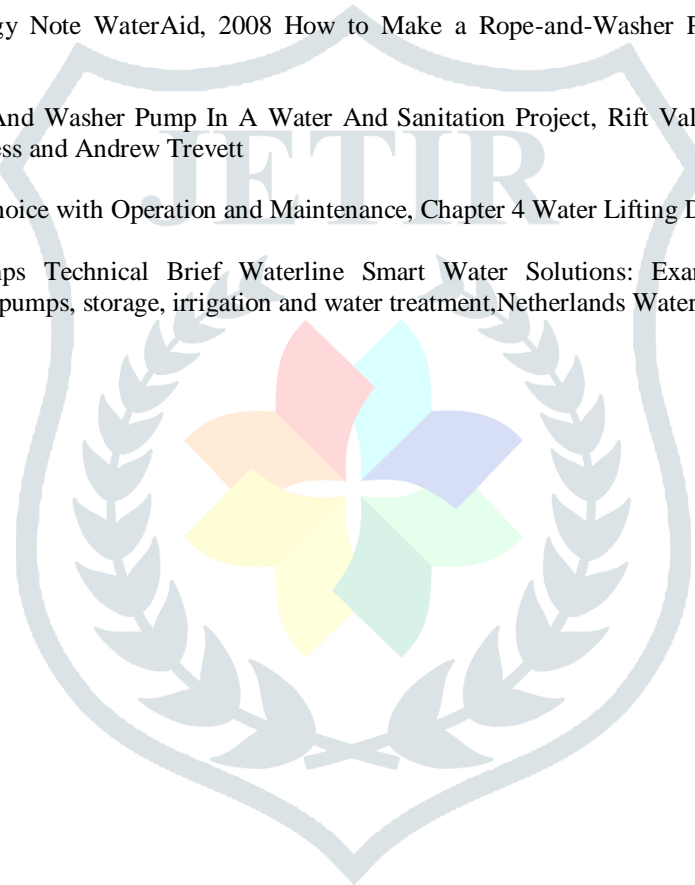 gy Note WaterAid, 2008 How to Make a Rope-and-Washer
And Washer Pump In A Water And Sanitation Project, Rift Val
ess and Andrew Trevett
hoice with Operation and Maintenance, Chapter 4 Water Lifting D
ps Technical Brief Waterline Smart Water Solutions: Exar
pumps, storage, irrigation and water treatment,Netherlands Water
JETIR